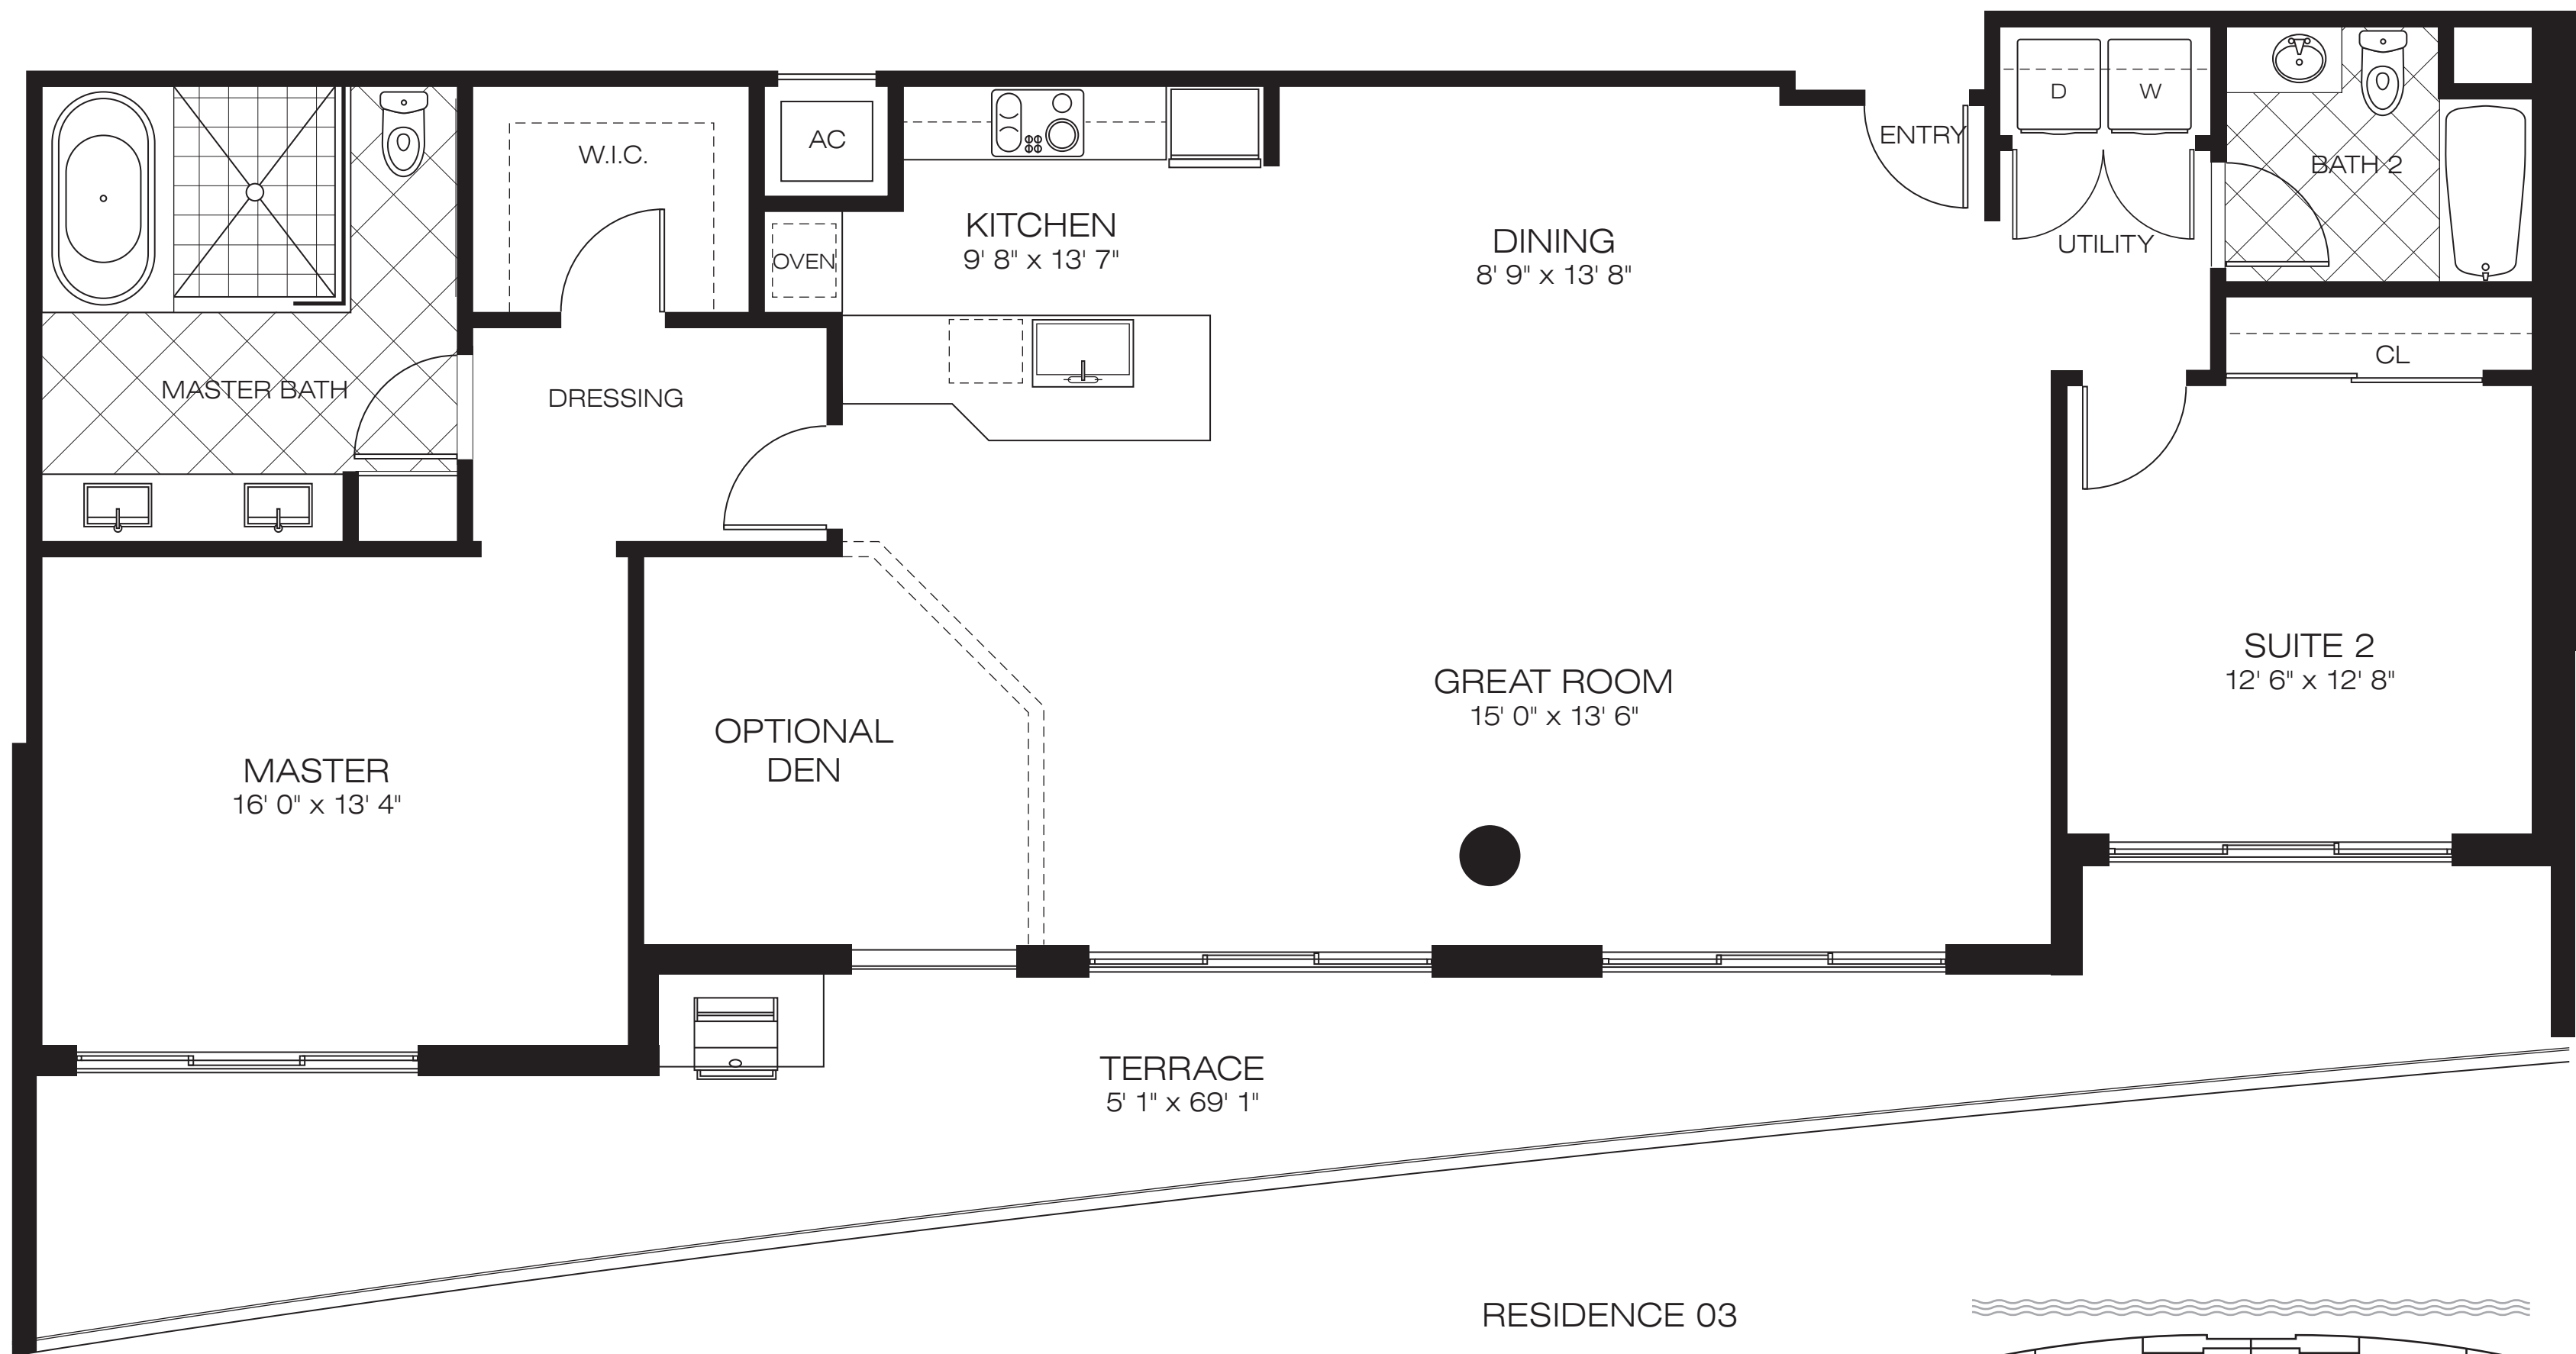 D
W
ENTRY
AC
W.I.C.
BATH 2
KITCHEN
9' 8" x 13' 7"
DINING
8' 9" x 13' 8"
UTILITY
OVEN
CL
MASTER BATH
DRESSING
SUITE 2
12' 6" x 12' 8"
GREAT ROOM
15' 0" x 13' 6"
OPTIONAL
DEN
MASTER
16' 0" x 13' 4"
TERRACE
5' 1" x 69' 1"
RESIDENCE 03